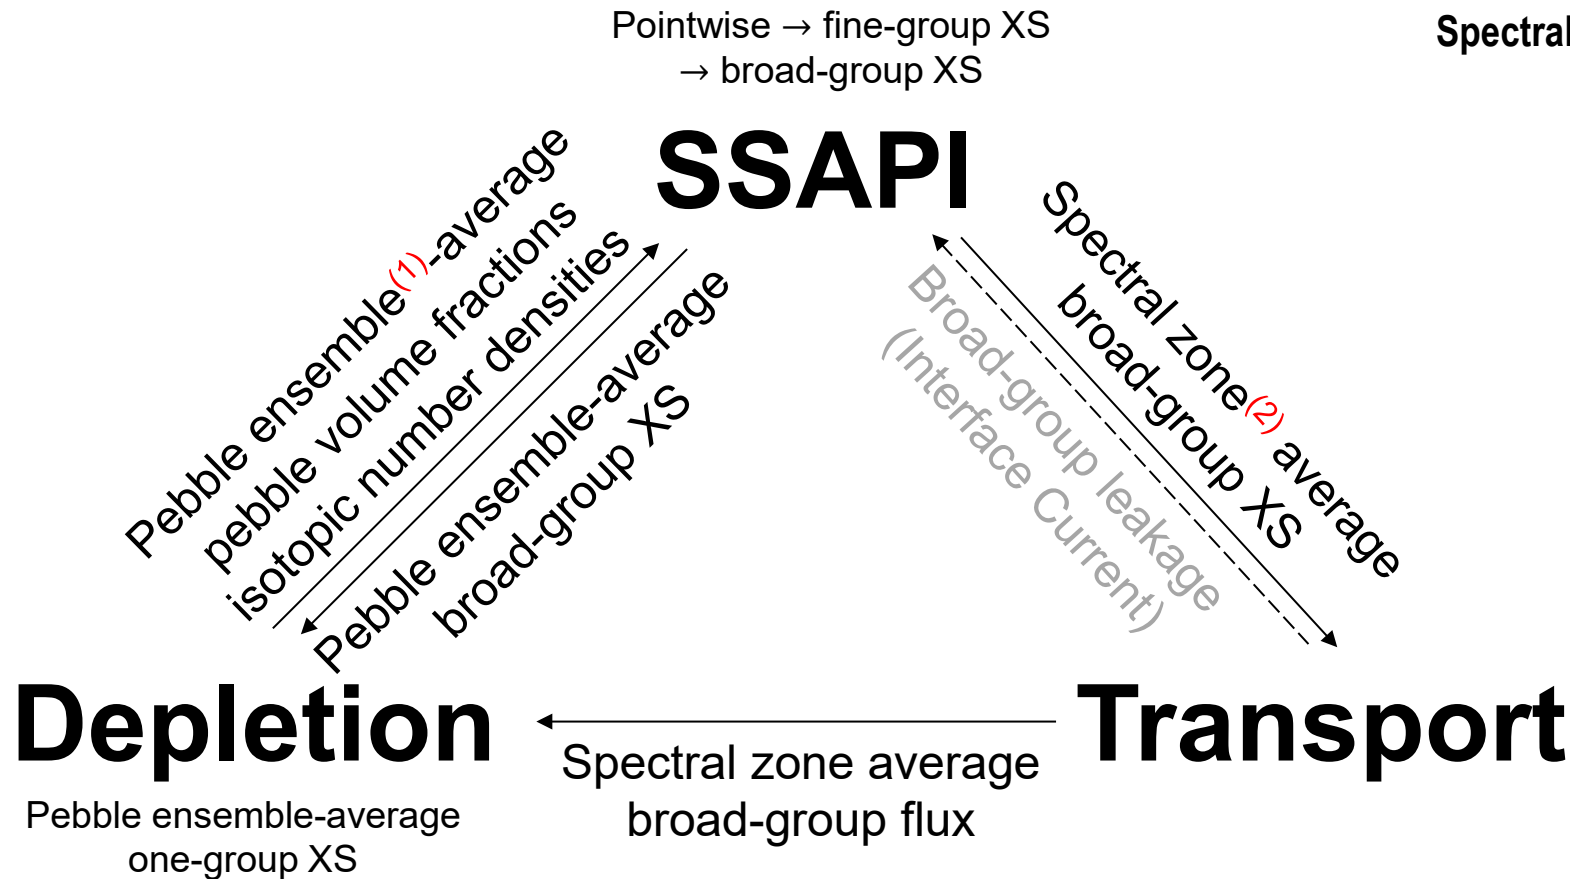 Pointwise → fine-group XS
→ broad-group XS
Spectral
SSAPI
Pebble ensemble(1)-average
pebble volume fractions
isotopic number densities
Pebble ensemble-average
broad-group XS
Spectral zone(2) average
broad-group XS
Broad-group leakage
(Interface Current)
Depletion
Pebble ensemble-average
one-group XS
Spectral zone average
broad-group flux
Transport